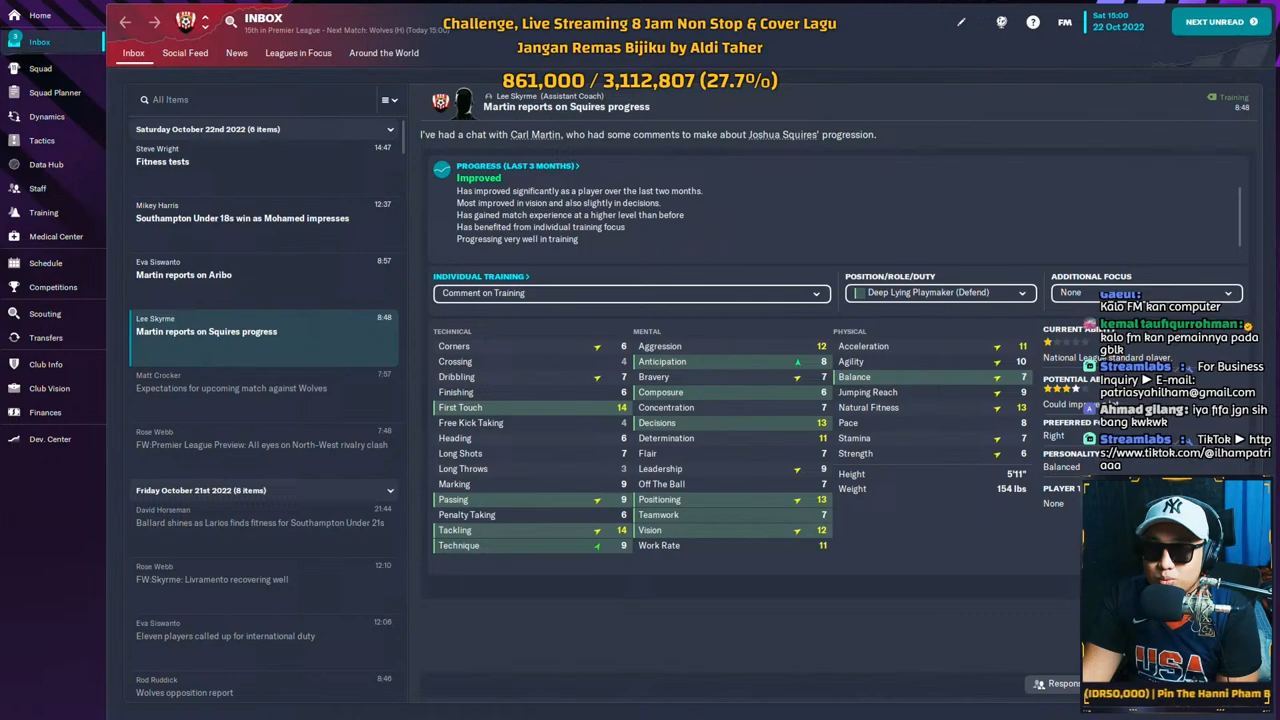 Home
3
Inbox
Squad
Squad Planner
Dynamics
Tactics
Data Hub
Staff
Training
Medical Center
Schedule
Competitions
Scouting
Transfers
Club Info
Club Vision
Finances
Dev. Center
INBOX
15th in Premier League - Next Match: Wolves (H) (Today 15:00)
Challenge, Live Streaming 8 Jam Non Stop & Cover Lagu
Jangan Remas Bijiku by Aldi Taher
861,000 / 3,112,807 (27.7%)
FM
Sat 15:00
22 Oct 2022
NEXT UNREAD
Inbox
Social Feed
News
Leagues in Focus
Around the World
All Items
Saturday October 22nd 2022 (6 items)
Steve Wright 14:47
Fitness tests
Mikey Harris 12:37
Southampton Under 18s win as Mohamed impresses
Eva Siswanto 8:57
Martin reports on Aribo
Lee Skyrme 8:48
Martin reports on Squires progress
Matt Crocker 7:57
Expectations for upcoming match against Wolves
Rose Webb 7:48
FW:Premier League Preview: All eyes on North-West rivalry clash
Friday October 21st 2022 (8 items)
David Horseman 21:44
Ballard shines as Larios finds fitness for Southampton Under 21s
Rose Webb 12:10
FW:Skyrme: Livramento recovering well
Eva Siswanto 12:06
Eleven players called up for international duty
Rod Ruddick 8:46
Wolves opposition report
Lee Skyrme (Assistant Coach)
Martin reports on Squires progress
Training
8:48
I've had a chat with Carl Martin, who had some comments to make about Joshua Squires' progression.
PROGRESS (LAST 3 MONTHS)>
Improved
Has improved significantly as a player over the last two months.
Most improved in vision and also slightly in decisions.
Has gained match experience at a higher level than before
Has benefited from individual training focus
Progressing very well in training
INDIVIDUAL TRAINING>
Comment on Training
POSITION/ROLE/DUTY
Deep Lying Playmaker (Defend)
ADDITIONAL FOCUS
None
TECHNICAL
Corners 6
Crossing 4
Dribbling 7
Finishing 6
First Touch 14
Free Kick Taking 4
Heading 6
Long Shots 7
Long Throws 3
Marking 9
Passing 9
Penalty Taking 6
Tackling 14
Technique 9
MENTAL
Aggression 12
Anticipation 8
Bravery 7
Composure 6
Concentration 7
Decisions 13
Determination 11
Flair 7
Leadership 9
Off The Ball 7
Positioning 13
Teamwork 7
Vision 12
Work Rate 11
PHYSICAL
Acceleration 11
Agility 10
Balance 7
Jumping Reach 9
Natural Fitness 13
Pace 8
Stamina 7
Strength 6
Height 5'11"
Weight 154 lbs
CURRENT
National League standard player.
POTENTIAL
Could
PREFERRED
Right
PERSONALITY
Balanced
PLAYER
None
Respon
Gaeul :
Kalo FM kan computer
kemal taufiqurrohman :
kalo fm kan pemainnya pada
gblk
Streamlabs : For Business
Inquiry ► E-mail:
patriasyahilham@gmail.com
Ahmad gilang : iya fifa jgn sih
bang kwkwk
Streamlabs : TikTok ► http
s://www.tiktok.com/@ilhampatri
aaa
USA
(IDR50,000) | Pin The Hanni Pham B